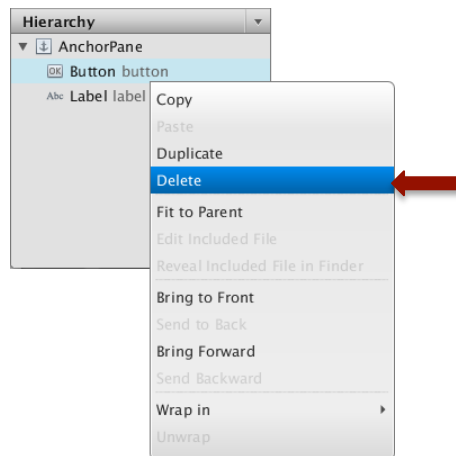 Hierarchy
AnchorPane
OK Button button
Abc Label label
Copy
Paste
Duplicate
Delete
Fit to Parent
Edit Included File
Reveal Included File in Finder
Bring to Front
Send to Back
Bring Forward
Send Backward
Wrap in
Unwrap